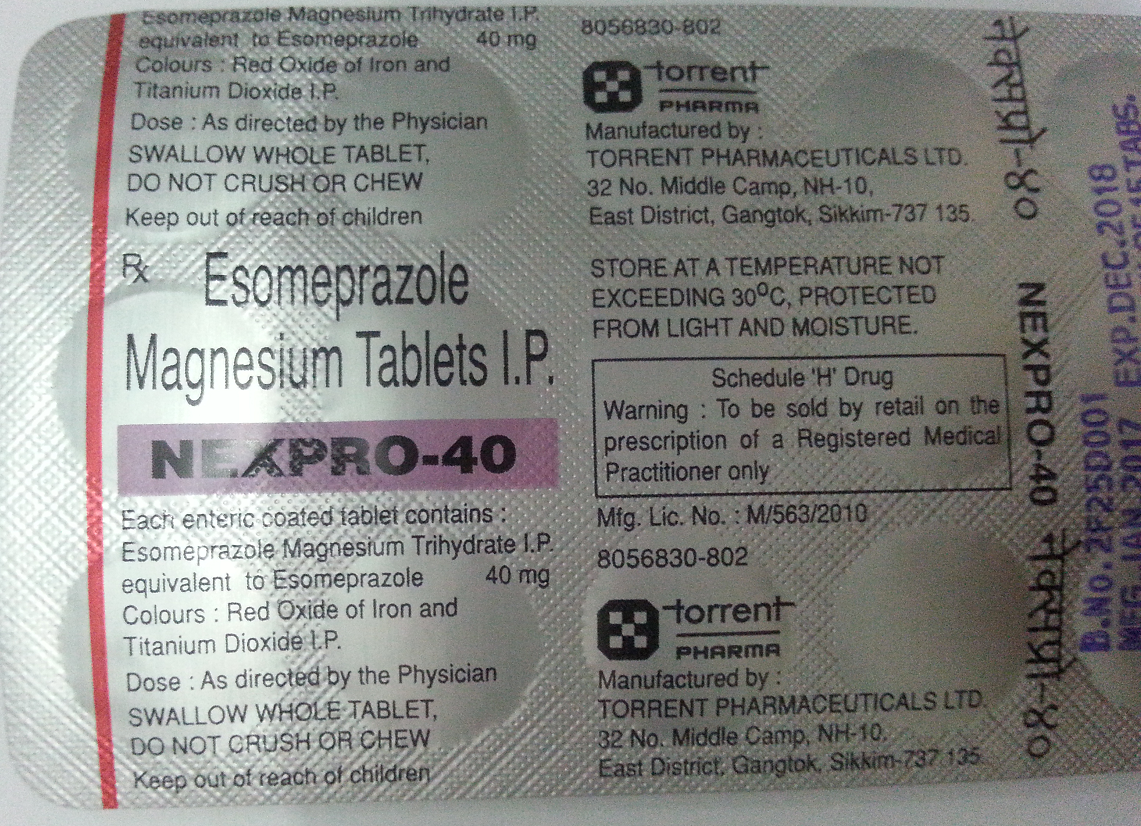 Esomeprazole Magnesium Trihydrate I.P.
equivalent to Esomeprazole 40 mg
Colours : Red Oxide of Iron and
Titanium Dioxide I.P.
Dose : As directed by the Physician
SWALLOW WHOLE TABLET,
DO NOT CRUSH OR CHEW
Keep out of reach of children
Rx Esomeprazole
Magnesium Tablets I.P.
NEXPRO-40
Each enteric coated tablet contains :
Esomeprazole Magnesium Trihydrate I.P.
equivalent to Esomeprazole 40 mg
Colours : Red Oxide of Iron and
Titanium Dioxide I.P.
Dose : As directed by the Physician
SWALLOW WHOLE TABLET,
DO NOT CRUSH OR CHEW
Keep out of reach of children
8056830-802
torrent
PHARMA
Manufactured by :
TORRENT PHARMACEUTICALS LTD.
32 No. Middle Camp, NH-10,
East District, Gangtok, Sikkim-737 135.
STORE AT A TEMPERATURE NOT
EXCEEDING 30ºC, PROTECTED
FROM LIGHT AND MOISTURE.
Schedule 'H' Drug
Warning : To be sold by retail on the
prescription of a Registered Medical
Practitioner only
Mfg. Lic. No. : M/563/2010
8056830-802
torrent
PHARMA
Manufactured by :
TORRENT PHARMACEUTICALS LTD.
32 No. Middle Camp, NH-10,
East District, Gangtok, Sikkim-737 135
नेक्सप्रो-४० NEXPRO-40 नेक्सप्रो-४०
B.No. 2F25D001 EXP.DEC.2018
MFG.JAN.2017 15TABS.